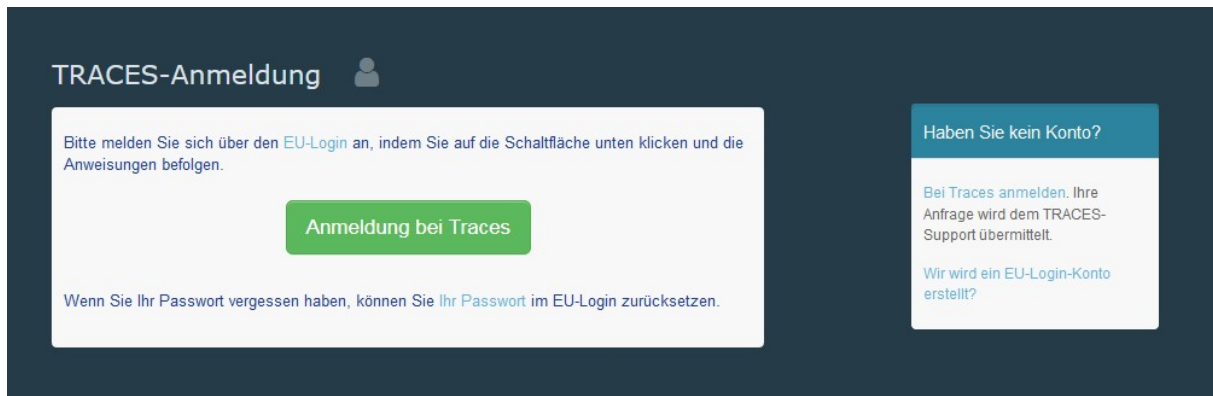 TRACES-Anmeldung
Bitte melden Sie sich über den EU-Login an, indem Sie auf die Schaltfläche unten klicken und die
Anweisungen befolgen.
Anmeldung bei Traces
Wenn Sie Ihr Passwort vergessen haben, können Sie Ihr Passwort im EU-Login zurücksetzen.
Haben Sie kein Konto?
Bei Traces anmelden. Ihre
Anfrage wird dem TRACES-
Support übermittelt.
Wir wird ein EU-Login-Konto
erstellt?